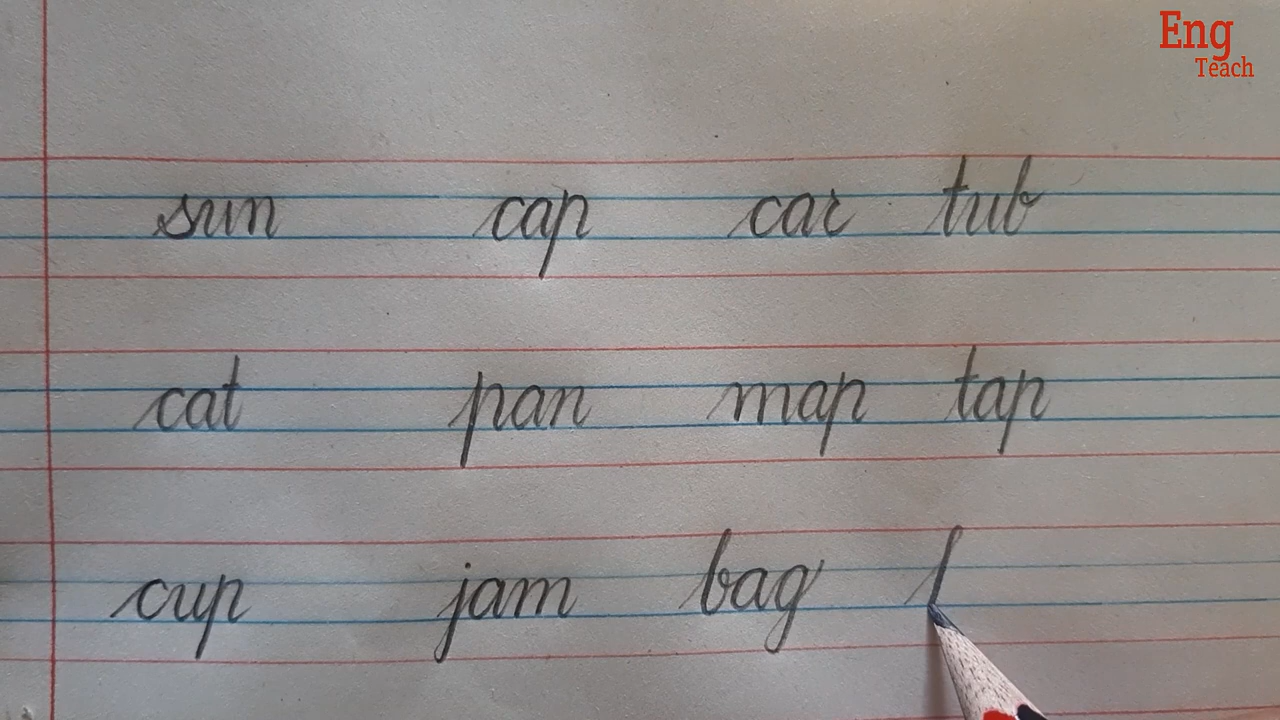 Eng
Teach
sun cap car tub
cat pan map tap
cup jam bag